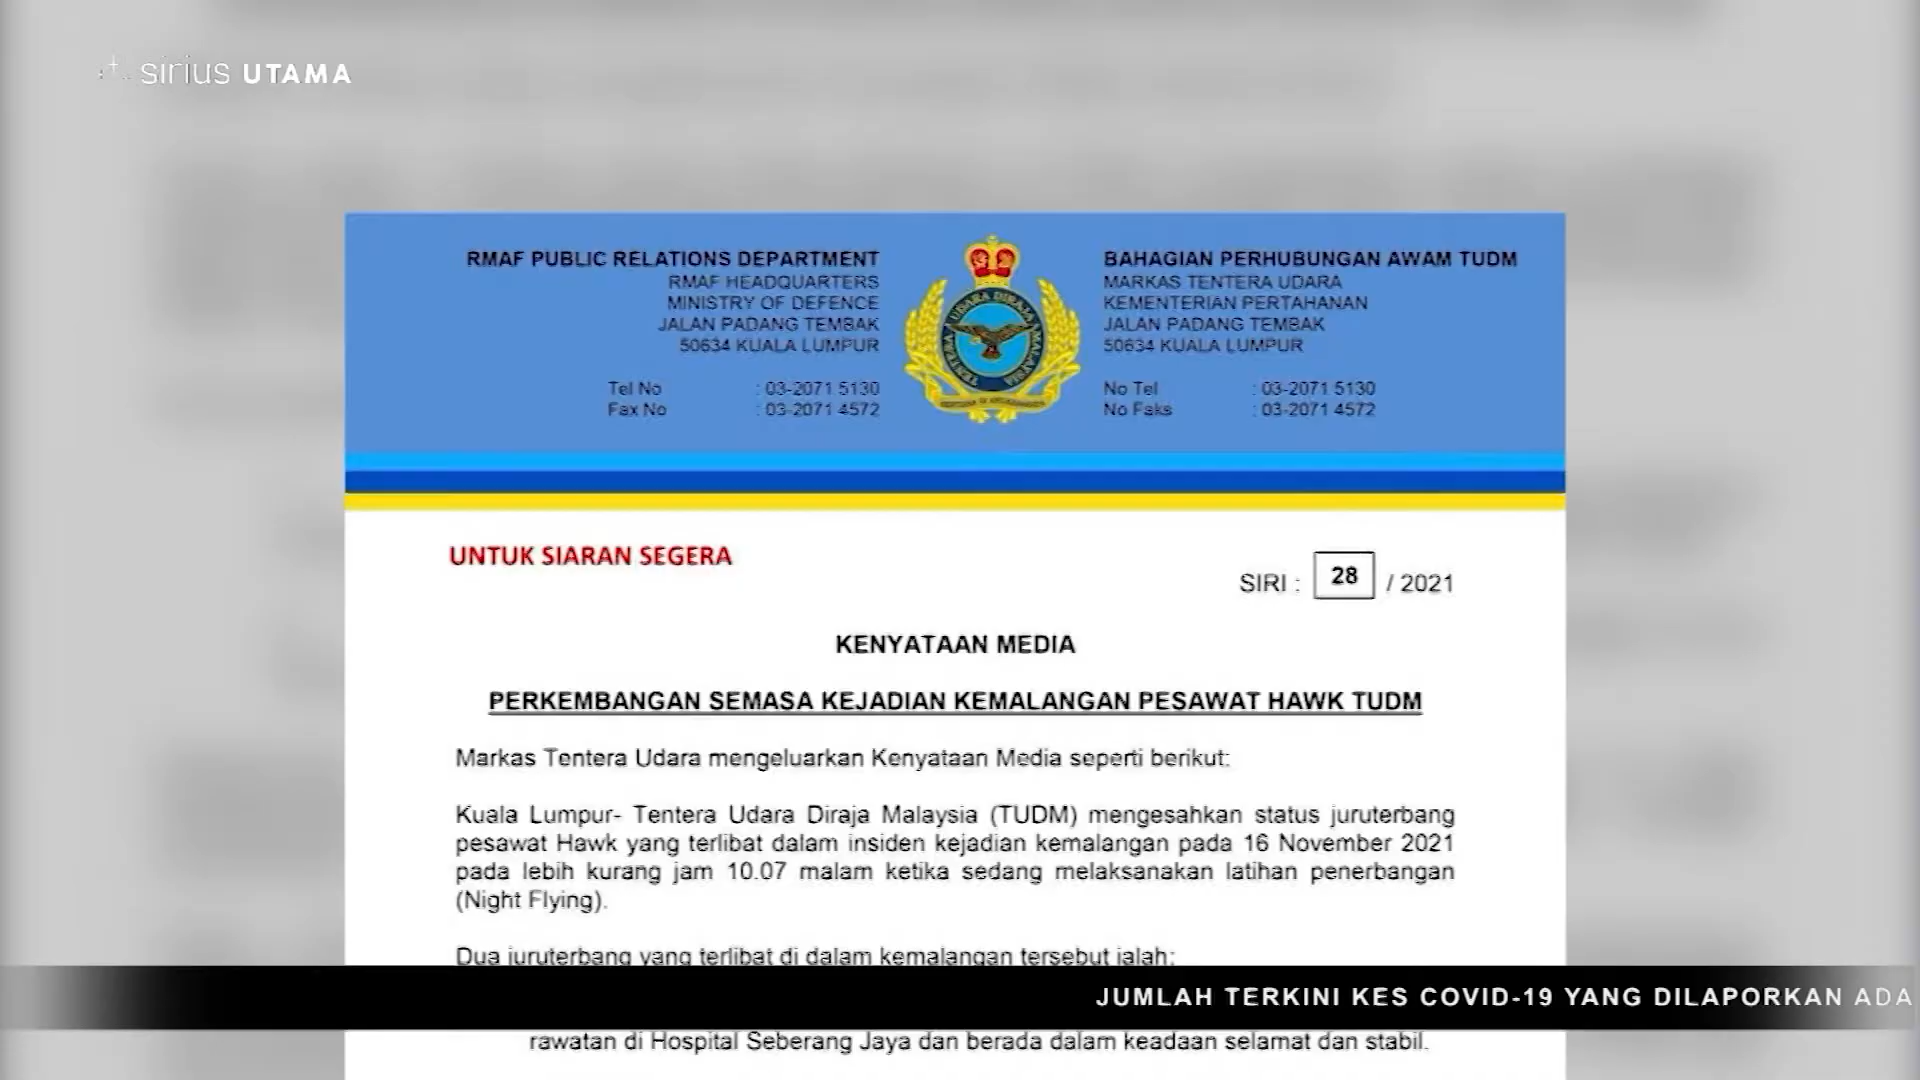 sirius UTAMA
RMAF PUBLIC RELATIONS DEPARTMENT
RMAF HEADQUARTERS
MINISTRY OF DEFENCE
JALAN PADANG TEMBAK
50634 KUALA LUMPUR
Tel No : 03-2071 5130
Fax No : 03-2071 4572
TENTERA UDARA DIRAJA MALAYSIA
BAHAGIAN PERHUBUNGAN AWAM TUDM
MARKAS TENTERA UDARA
KEMENTERIAN PERTAHANAN
JALAN PADANG TEMBAK
50634 KUALA LUMPUR
No Tel : 03-2071 5130
No Faks : 03-2071 4572
UNTUK SIARAN SEGERA
SIRI : 28 / 2021
KENYATAAN MEDIA
PERKEMBANGAN SEMASA KEJADIAN KEMALANGAN PESAWAT HAWK TUDM
Markas Tentera Udara mengeluarkan Kenyataan Media seperti berikut:
Kuala Lumpur- Tentera Udara Diraja Malaysia (TUDM) mengesahkan status juruterbang
pesawat Hawk yang terlibat dalam insiden kejadian kemalangan pada 16 November 2021
pada lebih kurang jam 10.07 malam ketika sedang melaksanakan latihan penerbangan
(Night Flying).
Dua juruterbang yang terlibat di dalam kemalangan tersebut ialah:
JUMLAH TERKINI KES COVID-19 YANG DILAPORKAN ADA
rawatan di Hospital Seberang Jaya dan berada dalam keadaan selamat dan stabil.